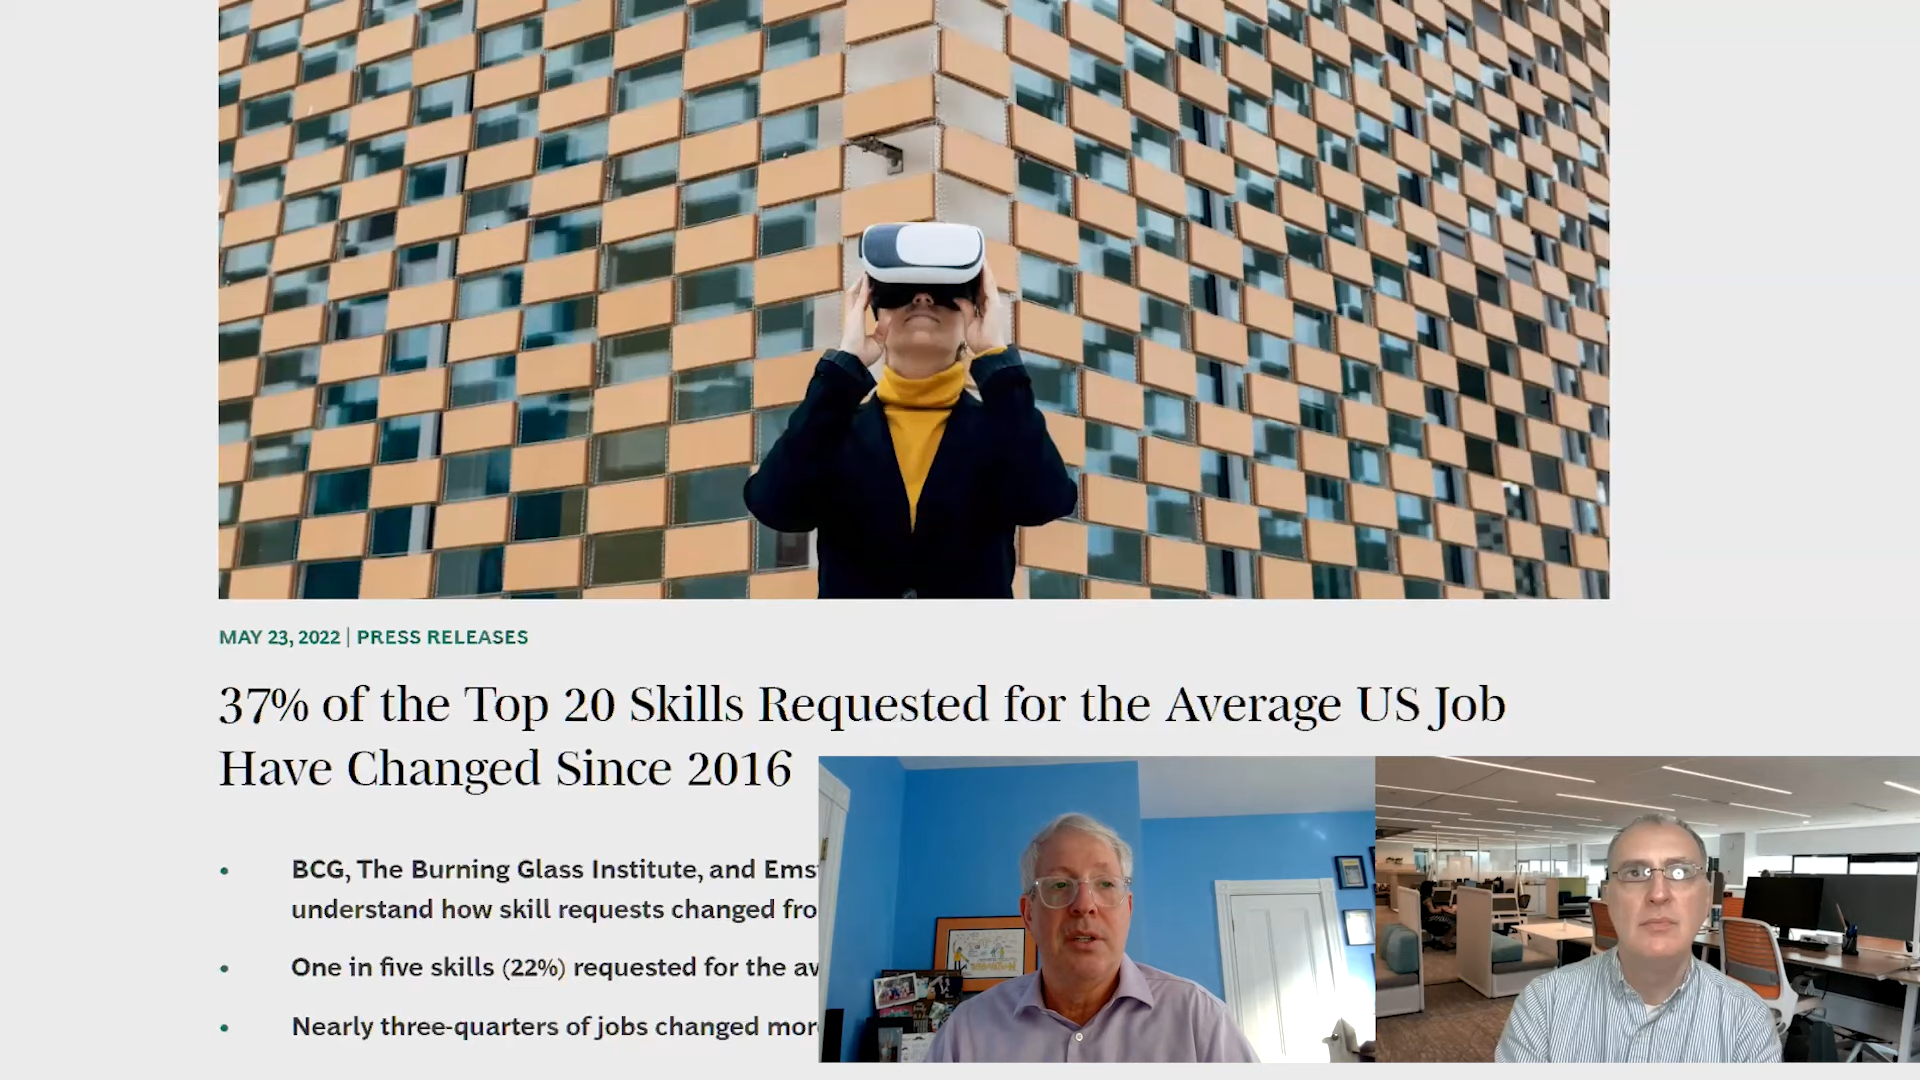 MAY 23, 2022 | PRESS RELEASES
37% of the Top 20 Skills Requested for the Average US Job
Have Changed Since 2016
• BCG, The Burning Glass Institute, and Ems
understand how skill requests changed fro
• One in five skills (22%) requested for the av
• Nearly three-quarters of jobs changed mor